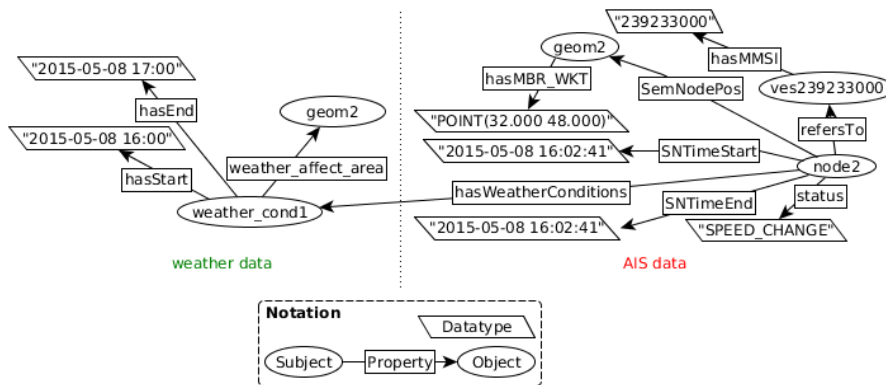 "239233000"
geom2
hasMMSI
"2015-05-08 17:00"
hasMBR_WKT
SemNodePos
ves239233000
hasEnd
geom2
"POINT(32.000 48.000)"
refersTo
"2015-05-08 16:00"
"2015-05-08 16:02:41"
SNTimeStart
weather_affect_area
node2
hasStart
hasWeatherConditions
status
SNTimeEnd
weather_cond1
"2015-05-08 16:02:41"
"SPEED_CHANGE"
weather data
AIS data
Notation
Datatype
Subject
Property
Object